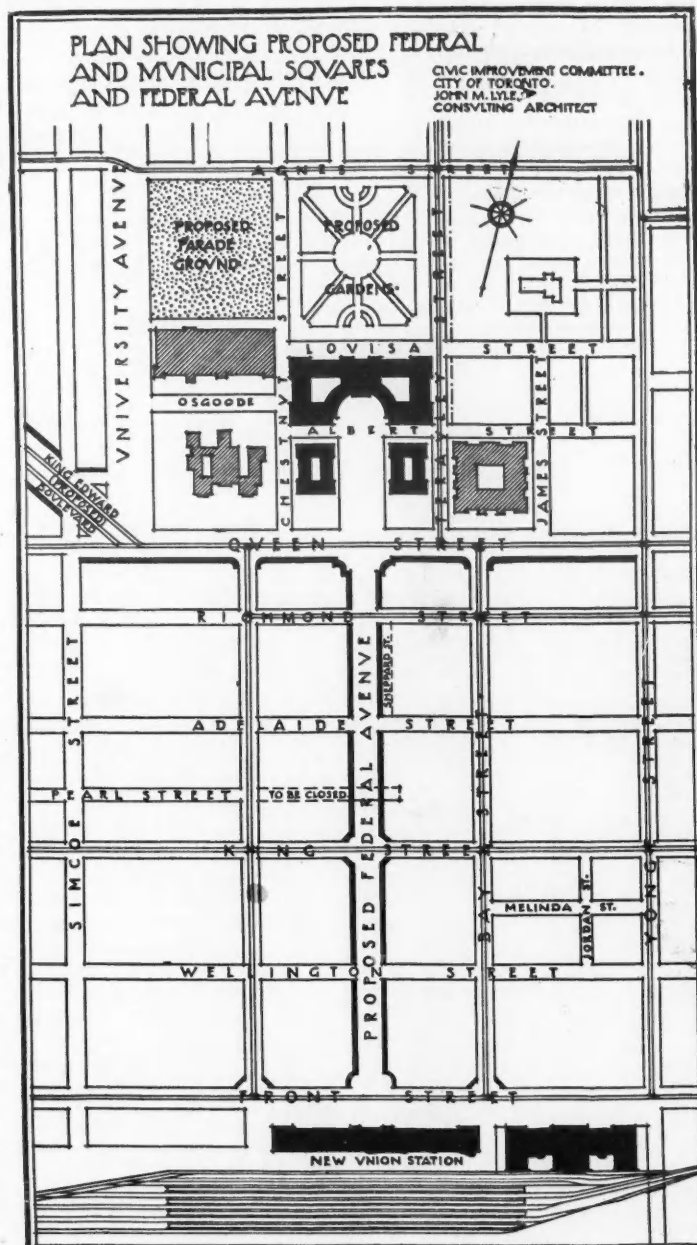 PLAN SHOWING PROPOSED FEDERAL
AND MVNICIPAL SQVARES
AND FEDERAL AVENVE
CIVIC IMPROVEMENT COMMITTEE.
CITY OF TORONTO.
JOHN M. LYLE,
CONSVLTING ARCHITECT
AGNES STREET
VNIVERSITY AVENVE
PROPOSED
PARADE
GROUND.
CHESTNVT STREET
PROPOSED
GARDENS.
TERAVLEY STREET
LOVISA STREET
OSGOODE
ALBERT STREET
JAMES STREET
KING EDWARD
(PROPOSED)
BOVLEVARD
QVEEN STREET
RICHMOND STREET
SIMCOE STREET
PROPOSED FEDERAL AVENVE
SHEPPARD ST.
BAY STREET.
YONG STREET
ADELAIDE STREET
PEARL STREET
TO BE CLOSED.
KING STREE
MELINDA ST.
JORDAN ST.
WELLINGTON STREET
FRONT STREET
NEW VNION STATION